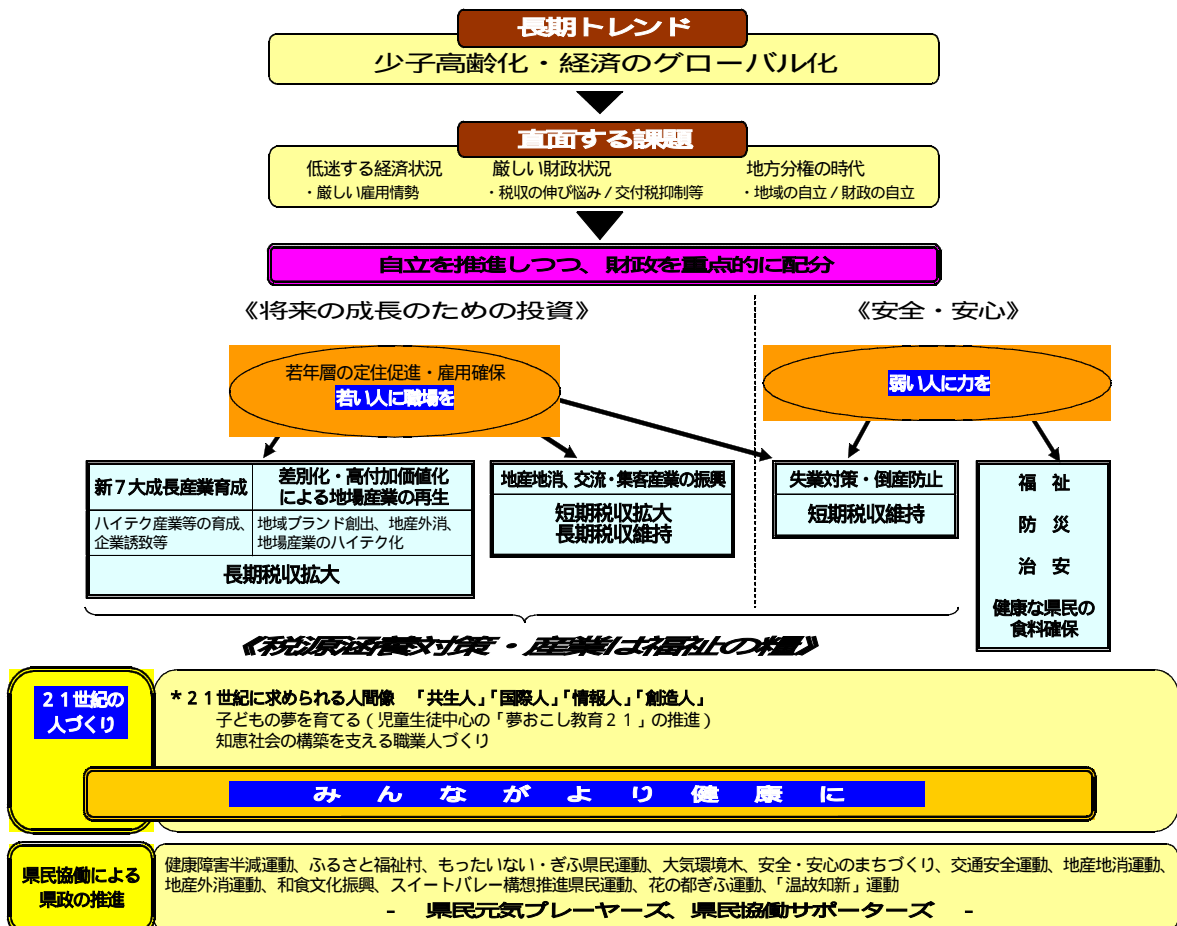 長期トレンド
少子高齢化・経済のグローバル化
直面する課題
低迷する経済状況
・厳しい雇用情勢
厳しい財政状況
・税収の伸び悩み/交付税抑制等
地方分権の時代
・地域の自立/財政の自立
自立を推進しつつ、財政を重点的に配分
《将来の成長のための投資》
《安全・安心》
若年層の定住促進・雇用確保
若い人に職場を
弱い人に力を
新7大成長産業育成
ハイテク産業等の育成、
企業誘致等
差別化・高付加価値化
による地場産業の再生
地域ブランド創出、地産外消、
地場産業のハイテク化
長期税収拡大
地産地消、交流・集客産業の振興
短期税収拡大
長期税収維持
失業対策・倒産防止
短期税収維持
福 祉
防 災
治 安
健康な県民の
食料確保
《税源涵養対策・産業は福祉の糧》
21世紀の
人づくり
*21世紀に求められる人間像 「共生人」「国際人」「情報人」「創造人」
子どもの夢を育てる(児童生徒中心の「夢おこし教育21」の推進)
知恵社会の構築を支える職業人づくり
みんながより健康に
県民協働による
県政の推進
健康障害半減運動、ふるさと福祉村、もったいない・ぎふ県民運動、大気環境木、安全・安心のまちづくり、交通安全運動、地産地消運動、
地産外消運動、和食文化振興、スイートバレー構想推進県民運動、花の都ぎふ運動、「温故知新」運動
- 県民元気プレーヤーズ、県民協働サポーターズ -